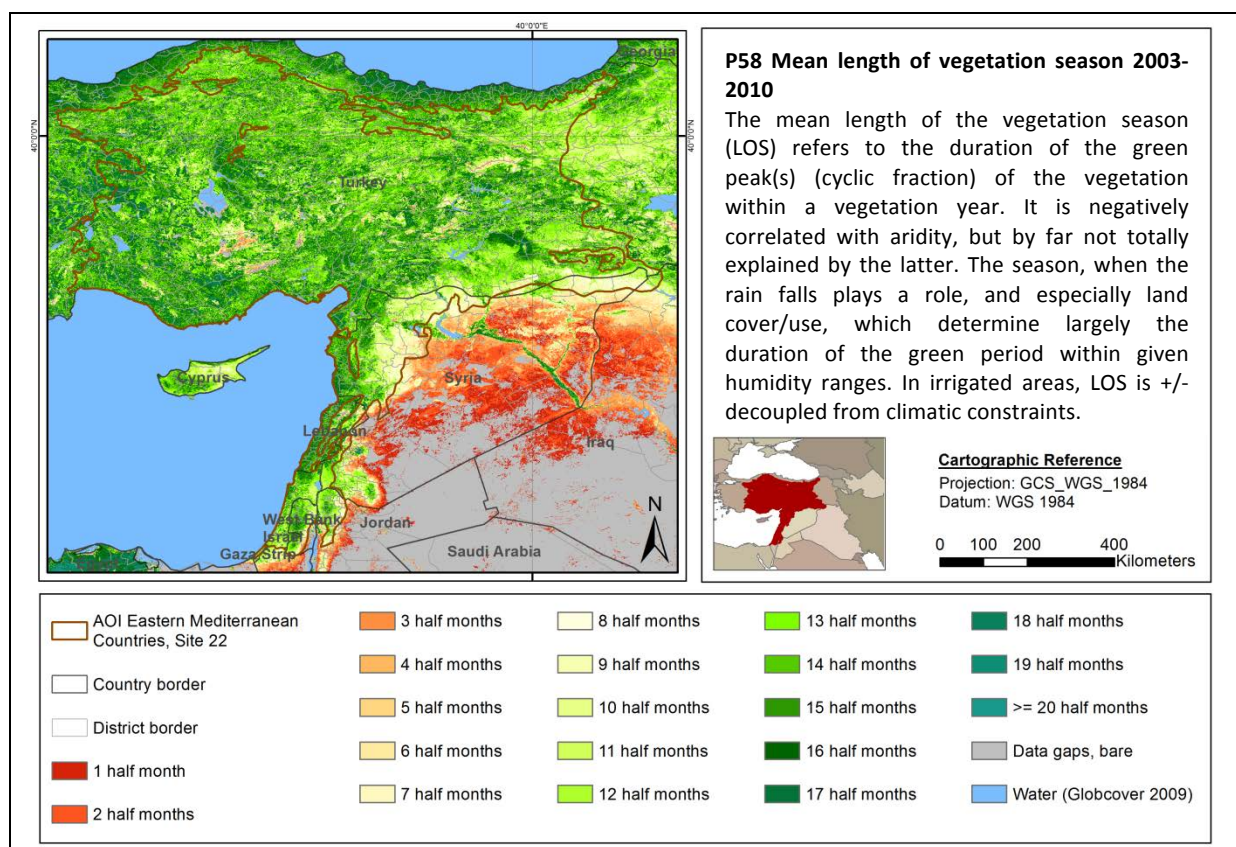 40°0'0"E
Georgia
40°0'0"N
40°0'0"N
Turkey
Cyprus
Syria
Lebanon
Iraq
West Bank
Israel
Jordan
Gaza Strip
Saudi Arabia
N
P58 Mean length of vegetation season 2003-
2010
The mean length of the vegetation season
(LOS) refers to the duration of the green
peak(s) (cyclic fraction) of the vegetation
within a vegetation year. It is negatively
correlated with aridity, but by far not totally
explained by the latter. The season, when the
rain falls plays a role, and especially land
cover/use, which determine largely the
duration of the green period within given
humidity ranges. In irrigated areas, LOS is +/-
decoupled from climatic constraints.
Cartographic Reference
Projection: GCS_WGS_1984
Datum: WGS 1984
0 100 200 400
Kilometers
AOI Eastern Mediterranean
Countries, Site 22
Country border
District border
1 half month
2 half months
3 half months
4 half months
5 half months
6 half months
7 half months
8 half months
9 half months
10 half months
11 half months
12 half months
13 half months
14 half months
15 half months
16 half months
17 half months
18 half months
19 half months
>= 20 half months
Data gaps, bare
Water (Globcover 2009)